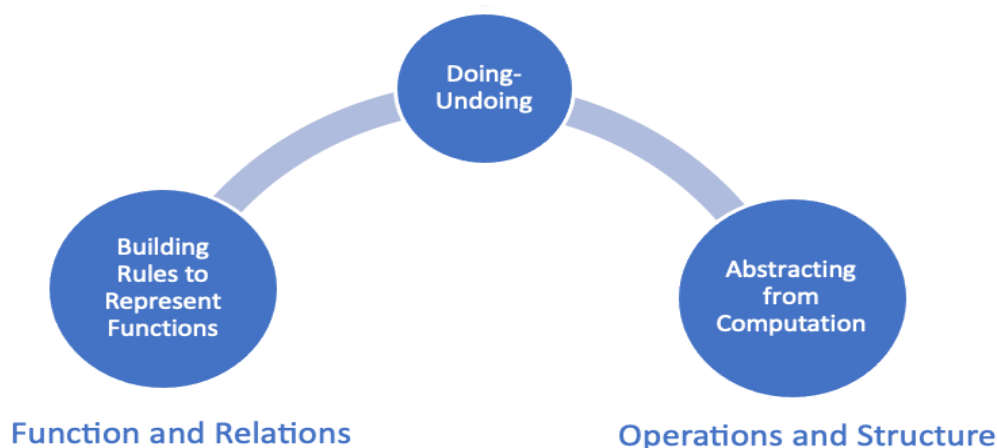 Doing-
Undoing
Building
Rules to
Represent
Functions
Abstracting
from
Computation
Function and Relations
Operations and Structure